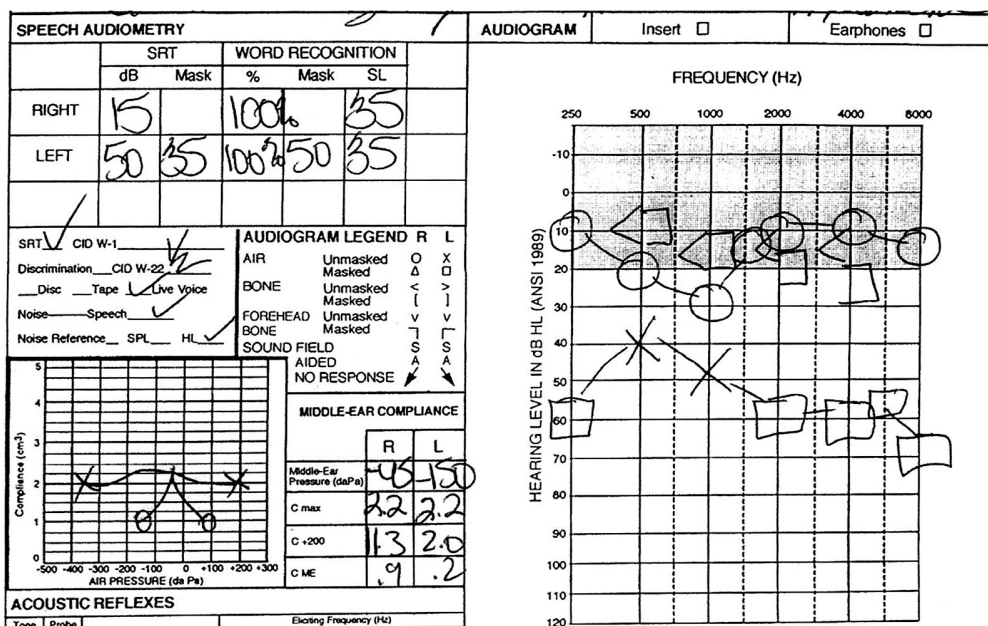 SPEECH AUDIOMETRY
SRT WORD RECOGNITION
dB Mask % Mask SL
RIGHT 15 100% 35
LEFT 50 35 100% 50 35
SRT CID W-1
Discrimination CID W-22
Disc Tape Live Voice
Noise Speech
Noise Reference SPL HL
AUDIOGRAM LEGEND R L
AIR Unmasked O X
Masked Δ □
BONE Unmasked < >
Masked [ ]
FOREHEAD Unmasked v v
BONE Masked ┐ ┌
SOUND FIELD S S
AIDED A A
NO RESPONSE
5
4
3
2
1
0
Compliance (cm³)
-500 -400 -300 -200 -100 0 +100 +200 +300
AIR PRESSURE (da Pa)
MIDDLE-EAR COMPLIANCE
R L
Middle-Ear
Pressure (daPa) -45 -150
C max 2.2 2.2
C +200 1.3 2.0
C ME .9 .2
ACOUSTIC REFLEXES
Tone Probe Eliciting Frequency (Hz)
AUDIOGRAM Insert □ Earphones □
FREQUENCY (Hz)
250 500 1000 2000 4000 8000
HEARING LEVEL IN dB HL (ANSI 1989)
-10
0
10
20
30
40
50
60
70
80
90
100
110
120